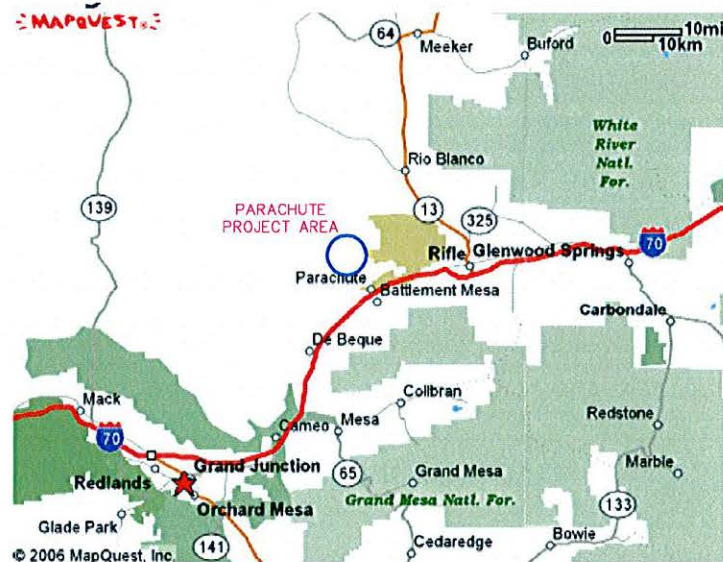 MAPQUEST
64
Meeker
Buford
0 10mi
10km
White
River
Natl.
For.
Rio Blanco
139
PARACHUTE
PROJECT AREA
13
325
Rifle
Glenwood Springs
70
Parachute
Battlement Mesa
Carbondale
De Beque
Mack
Collbran
Redstone
70
Cameo
Mesa
Grand Junction
65
Grand Mesa
Marble
Redlands
Orchard Mesa
Grand Mesa Natl. For.
133
Glade Park
141
Cedaredge
Bowie
© 2006 MapQuest, Inc.